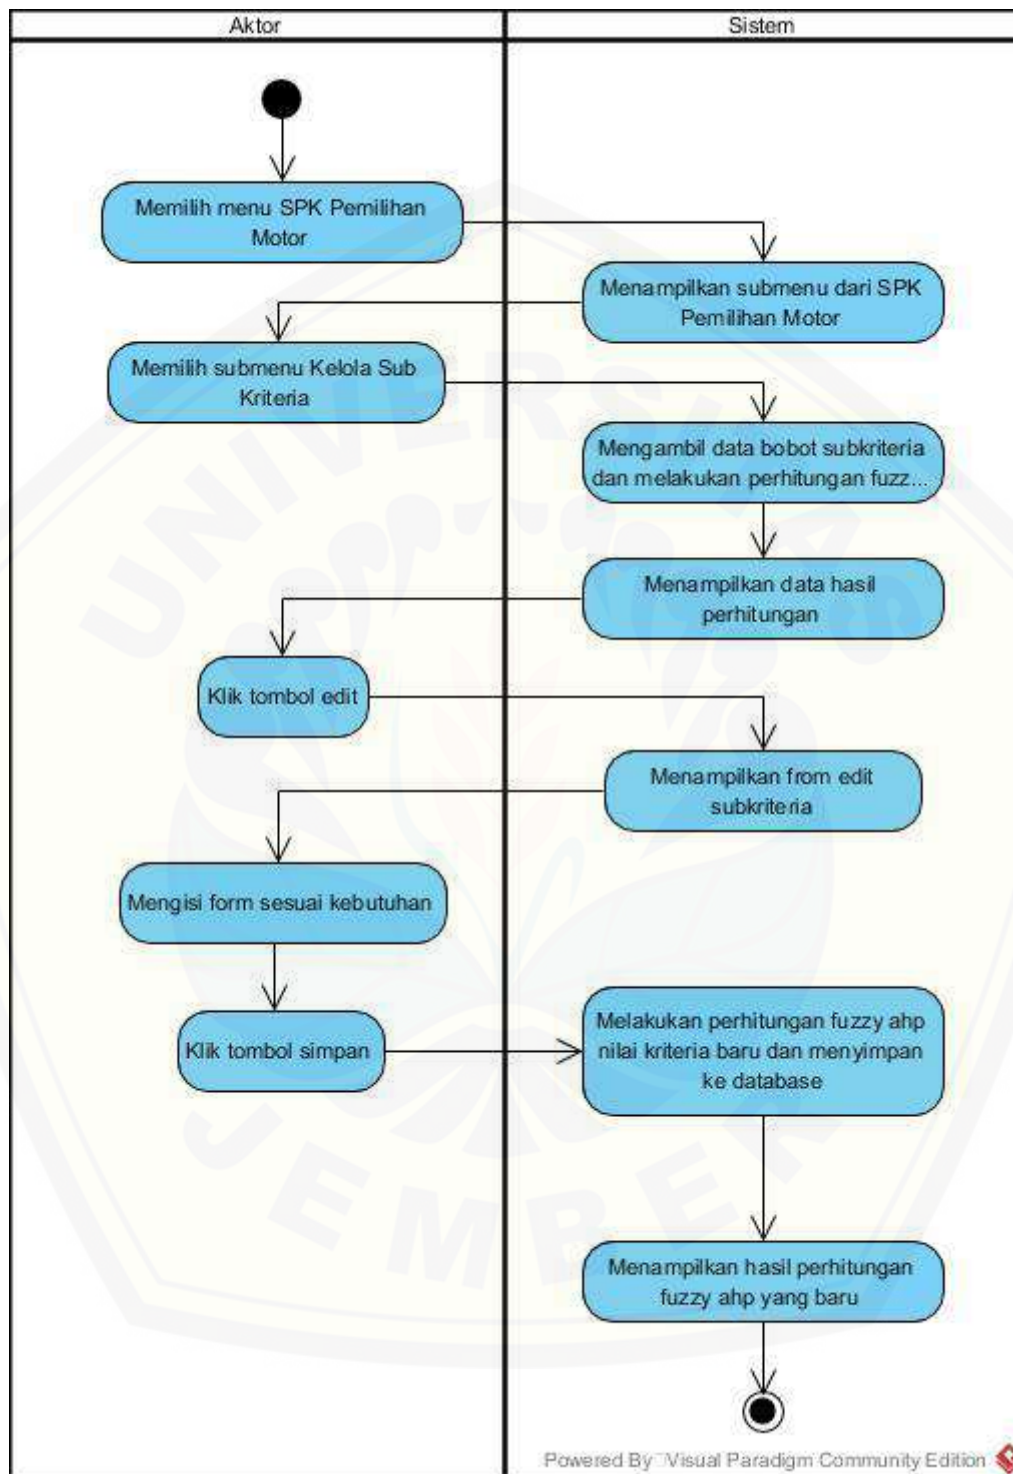 Aktor
Sistem
Memilih menu SPK Pemilihan
Motor
Menampilkan submenu dari SPK
Pemilihan Motor
Memilih submenu Kelola Sub
Kriteria
Mengambil data bobot subkriteria
dan melakukan perhitungan fuzz...
Menampilkan data hasil
perhitungan
Klik tombol edit
Menampilkan from edit
subkriteria
Mengisi form sesuai kebutuhan
Klik tombol simpan
Melakukan perhitungan fuzzy ahp
nilai kriteria baru dan menyimpan
ke database
Menampilkan hasil perhitungan
fuzzy ahp yang baru
UNIVERSITAS
JEMBER
Powered By Visual Paradigm Community Edition